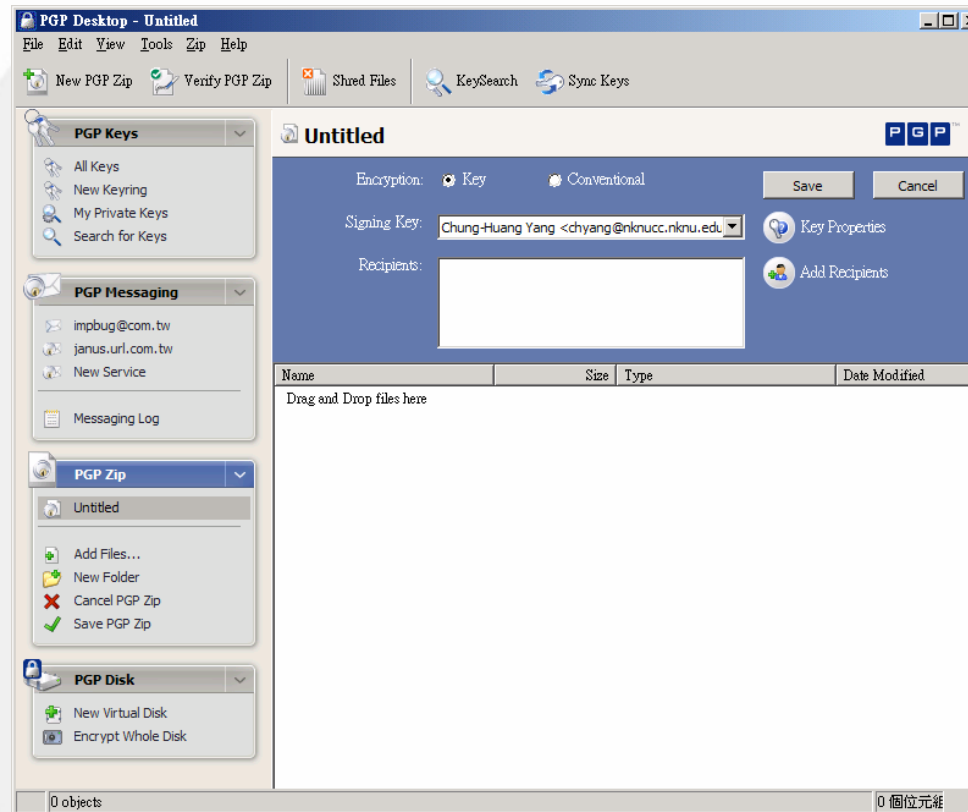 PGP Desktop - Untitled
File Edit View Tools Zip Help
New PGP Zip Verify PGP Zip Shred Files KeySearch Sync Keys
PGP Keys
All Keys
New Keyring
My Private Keys
Search for Keys
PGP Messaging
impbug@com.tw
janus.url.com.tw
New Service
Messaging Log
PGP Zip
Untitled
Add Files...
New Folder
Cancel PGP Zip
Save PGP Zip
PGP Disk
New Virtual Disk
Encrypt Whole Disk
Untitled
PGP™
Encryption: Key Conventional
Save Cancel
Signing Key: Chung-Huang Yang <chyang@nknucc.nknu.edu
Key Properties
Recipients:
Add Recipients
Name Size Type Date Modified
Drag and Drop files here
0 objects
0 個位元組